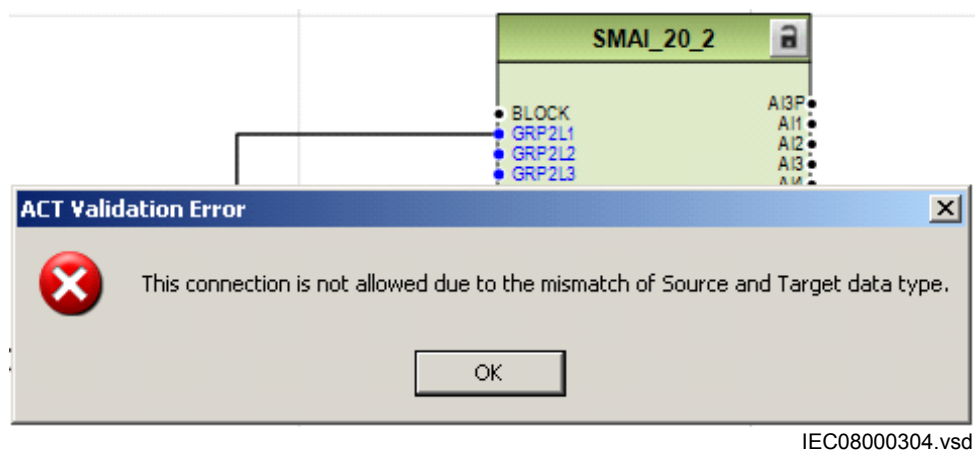 SMAI_20_2
BLOCK
GRP2L1
GRP2L2
GRP2L3
AI3P
AI1
AI2
AI3
AI4
ACT Validation Error
This connection is not allowed due to the mismatch of Source and Target data type.
OK
IEC08000304.vsd